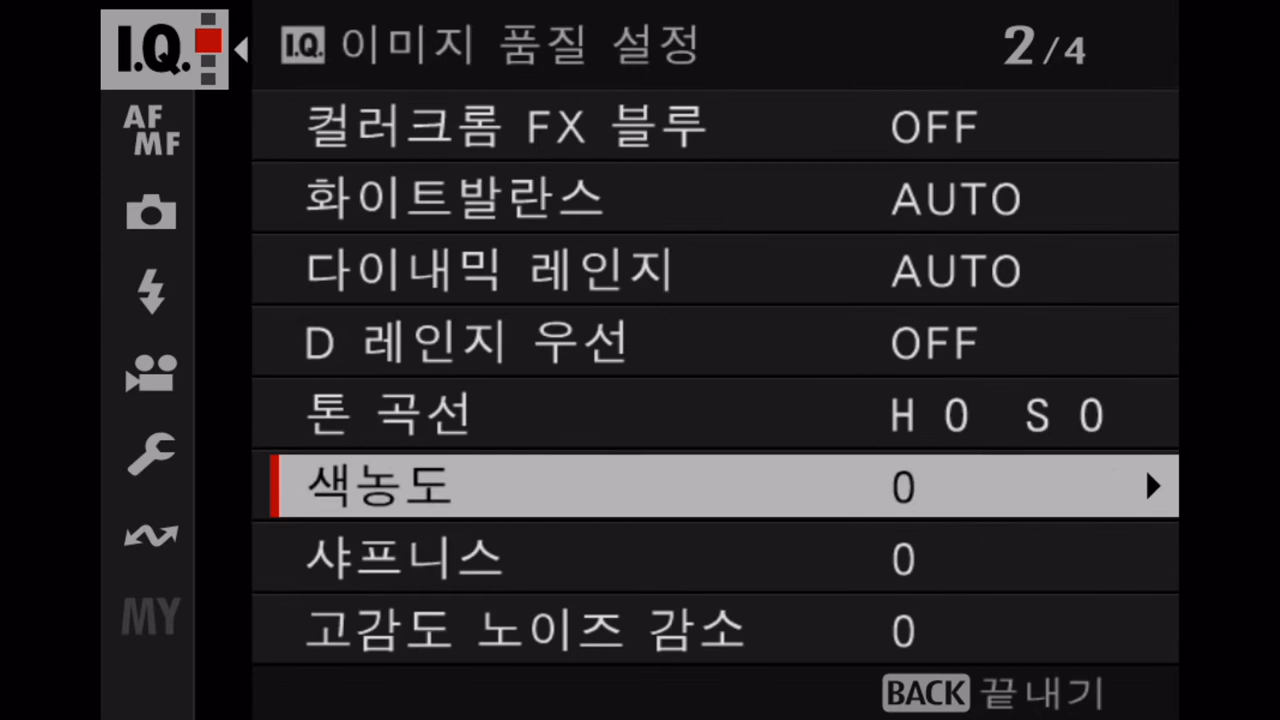 I.Q.
I.Q. 이미지 품질 설정 2/4
AF
MF
컬러크롬 FX 블루 OFF
화이트발란스 AUTO
다이내믹 레인지 AUTO
D 레인지 우선 OFF
톤 곡선 H 0 S 0
색농도 0
샤프니스 0
고감도 노이즈 감소 0
MY
BACK 끝내기